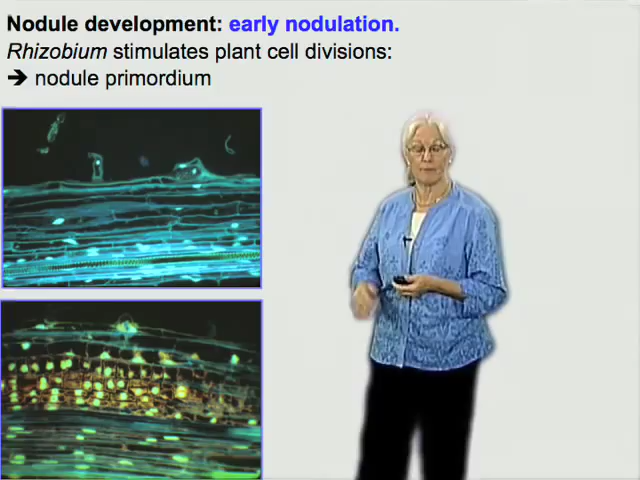 Nodule development: early nodulation.
Rhizobium stimulates plant cell divisions:
➔ nodule primordium